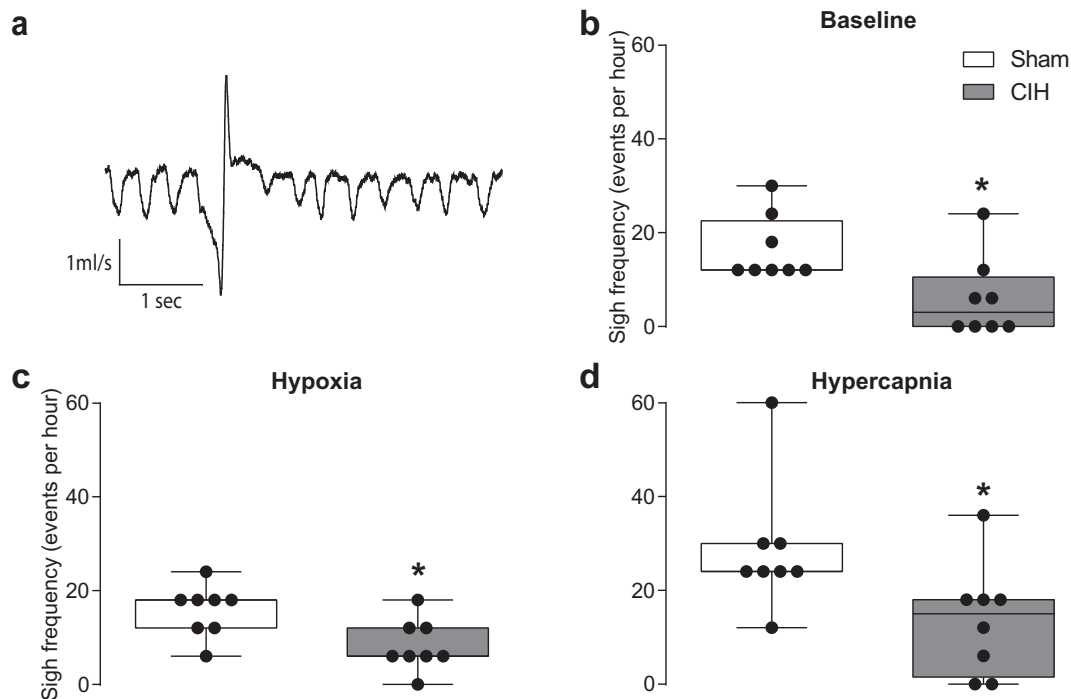 a
1ml/s
1 sec
b
Baseline
Sigh frequency (events per hour)
60
40
20
0
Sham
CIH
*
c
Hypoxia
Sigh frequency (events per hour)
60
40
20
0
*
d
Hypercapnia
60
40
20
0
*